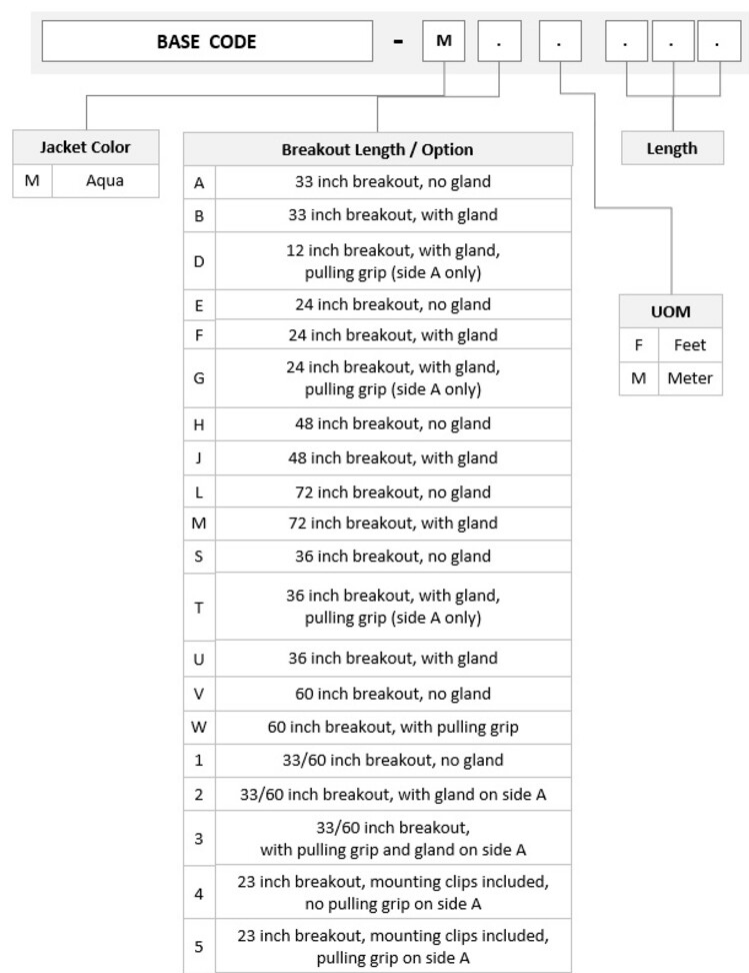 BASE CODE - M . . . . .
Jacket Color
M Aqua
Breakout Length / Option
A 33 inch breakout, no gland
B 33 inch breakout, with gland
D 12 inch breakout, with gland,
pulling grip (side A only)
E 24 inch breakout, no gland
F 24 inch breakout, with gland
G 24 inch breakout, with gland,
pulling grip (side A only)
H 48 inch breakout, no gland
J 48 inch breakout, with gland
L 72 inch breakout, no gland
M 72 inch breakout, with gland
S 36 inch breakout, no gland
T 36 inch breakout, with gland,
pulling grip (side A only)
U 36 inch breakout, with gland
V 60 inch breakout, no gland
W 60 inch breakout, with pulling grip
1 33/60 inch breakout, no gland
2 33/60 inch breakout, with gland on side A
3 33/60 inch breakout,
with pulling grip and gland on side A
4 23 inch breakout, mounting clips included,
no pulling grip on side A
5 23 inch breakout, mounting clips included,
pulling grip on side A
Length
UOM
F Feet
M Meter